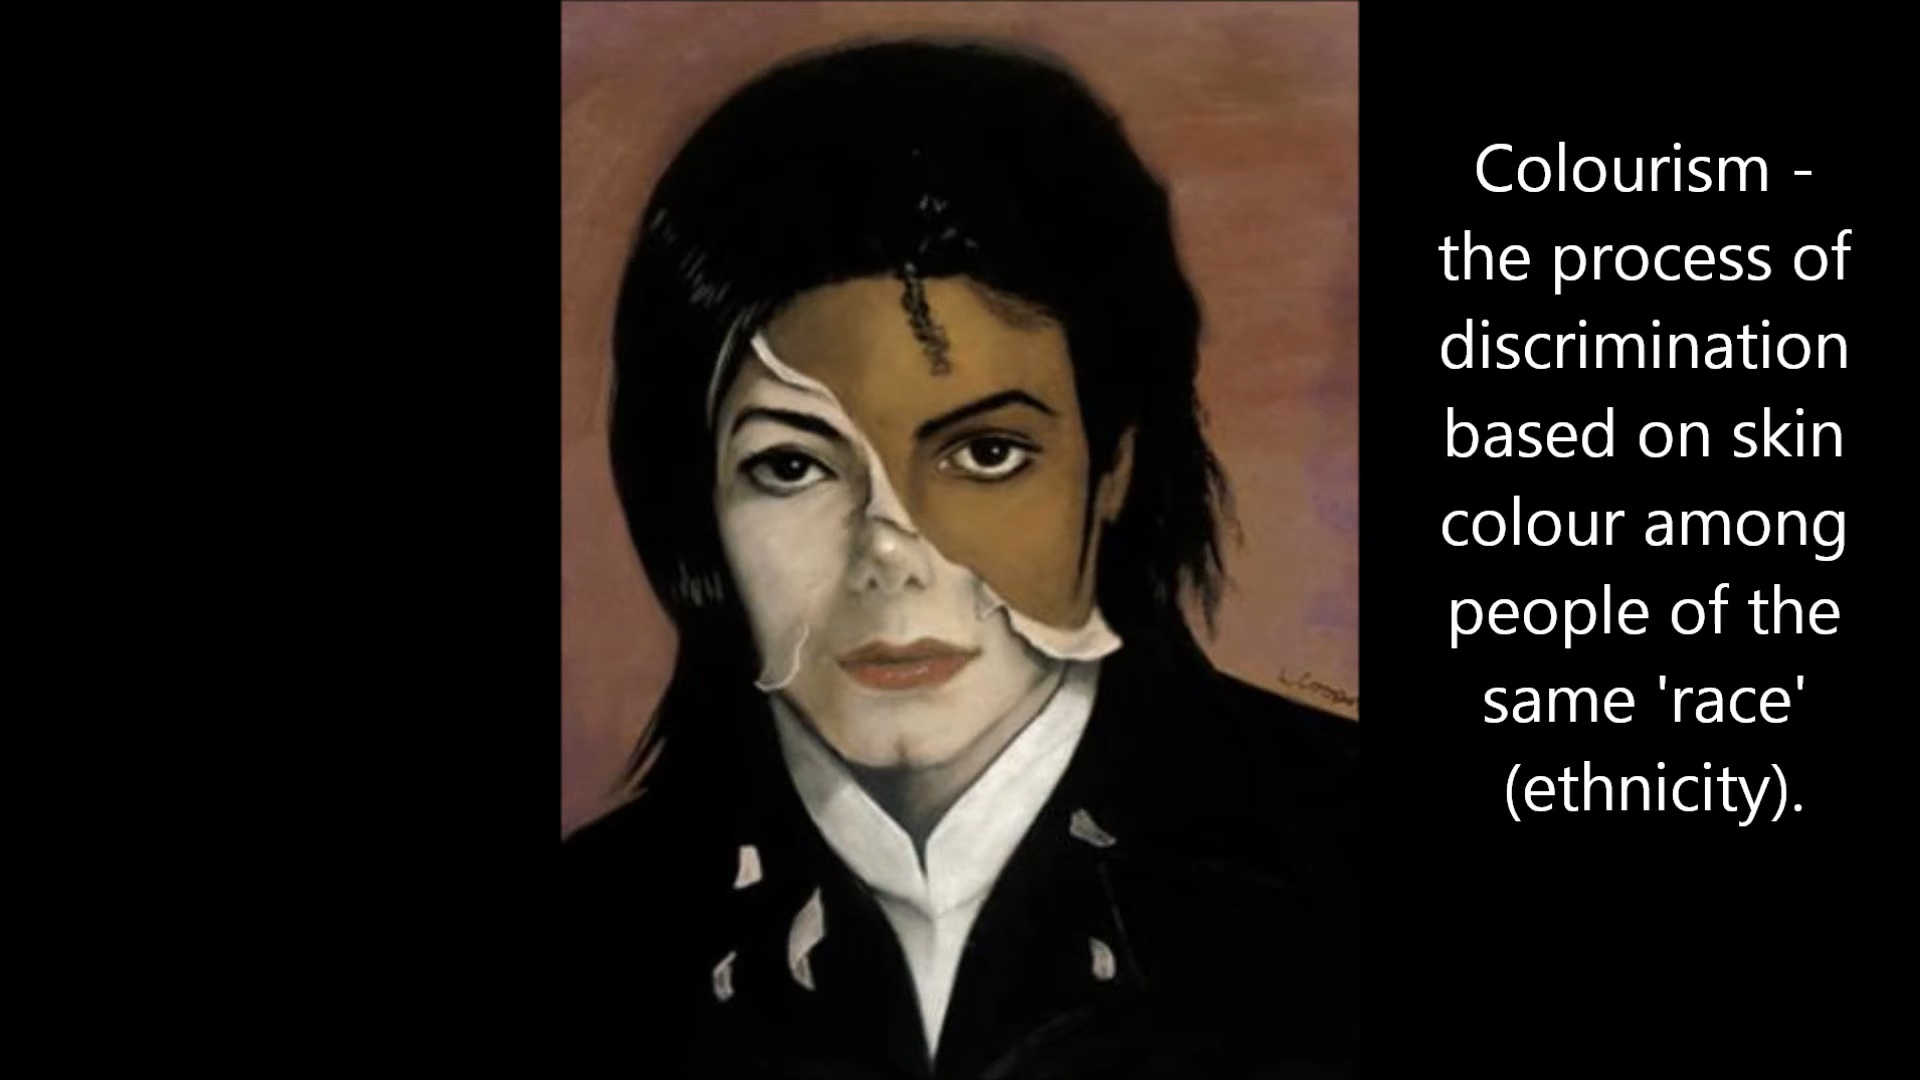 Colourism -
the process of
discrimination
based on skin
colour among
people of the
same 'race'
(ethnicity).